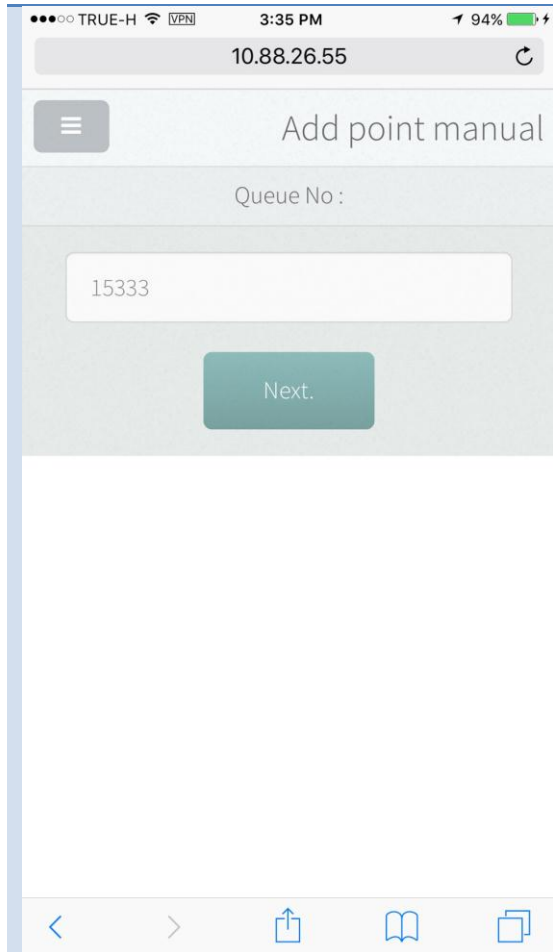 TRUE-H VPN 3:35 PM 94%
10.88.26.55
Add point manual
Queue No :
15333
Next.